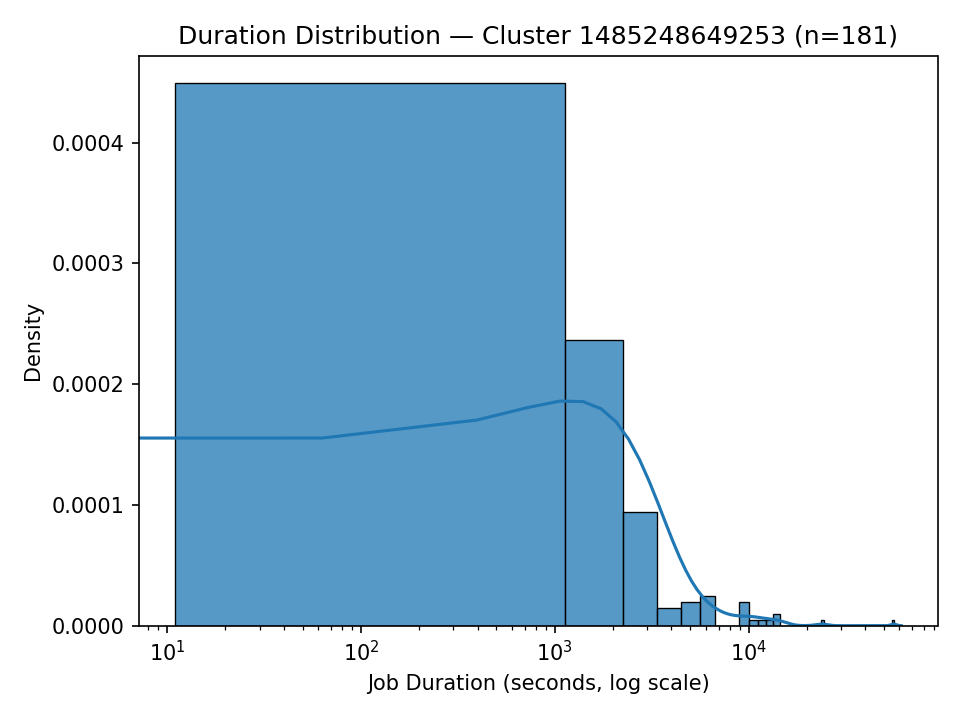 Duration Distribution — Cluster 1485248649253 (n=181)
Density
0.0004
0.0003
0.0002
0.0001
0.0000
10¹ 10² 10³ 10⁴
Job Duration (seconds, log scale)